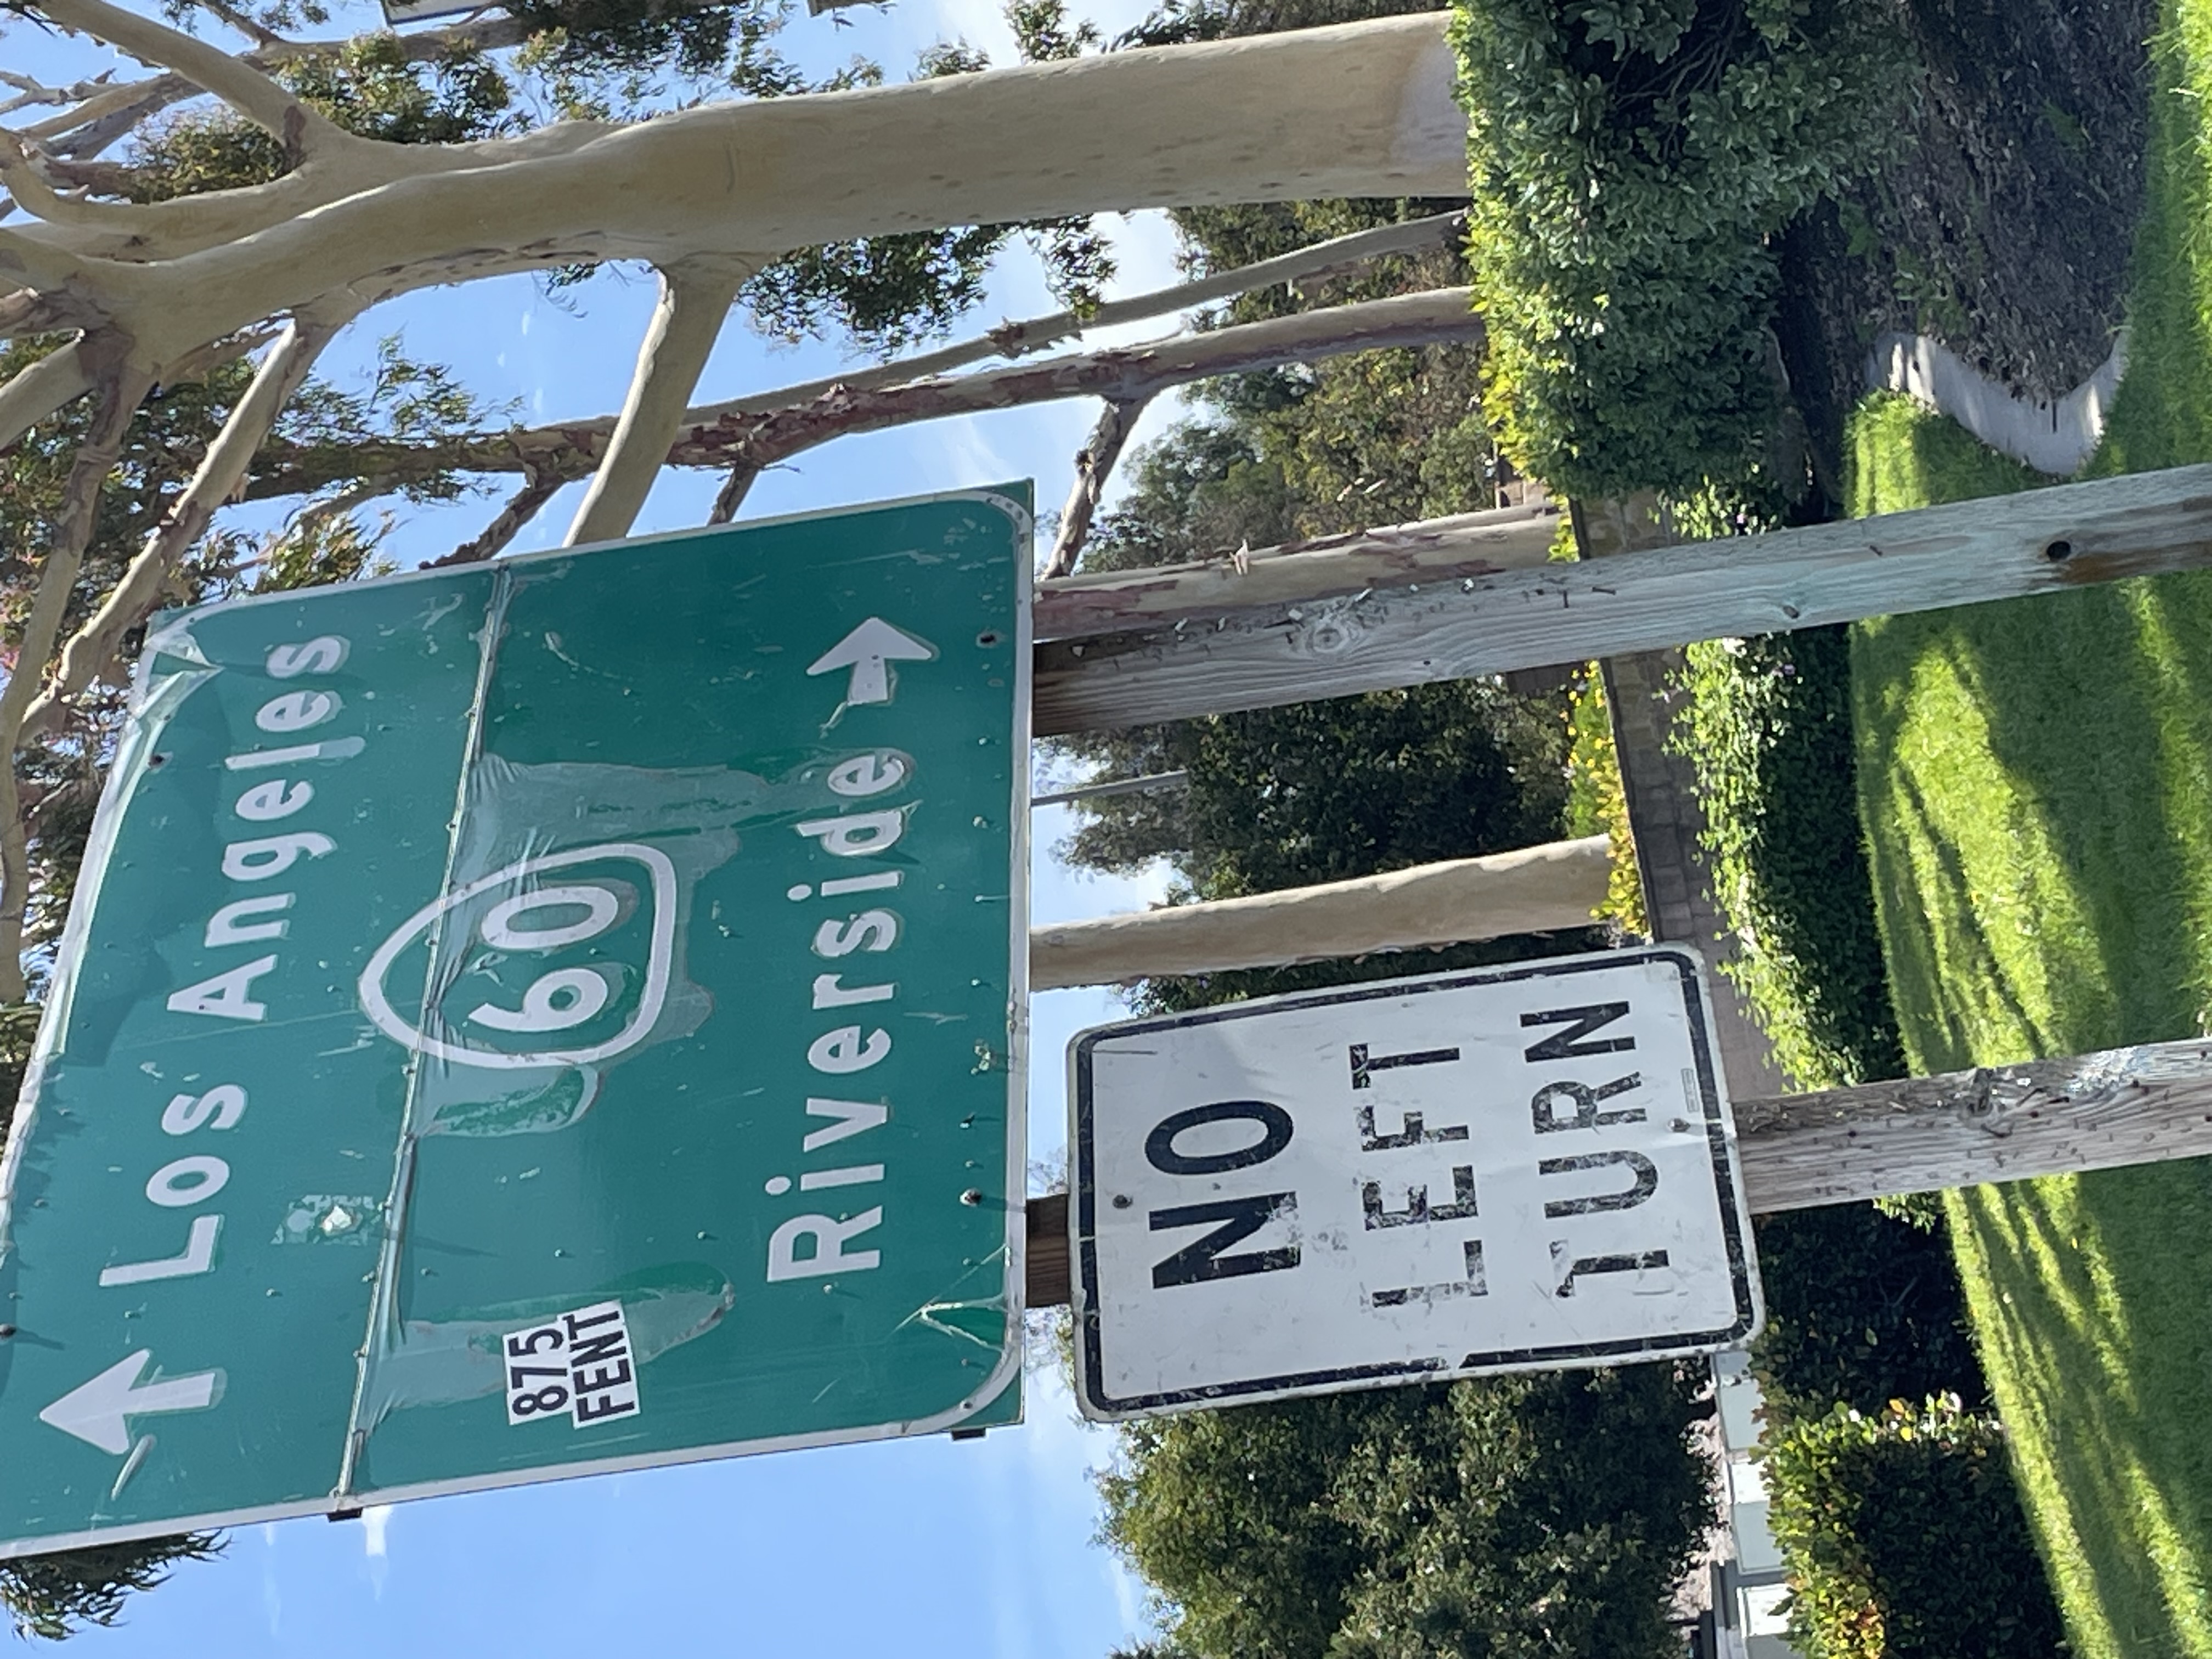 Los Angeles
60
Riverside
875
FENT
NO
LEFT
TURN